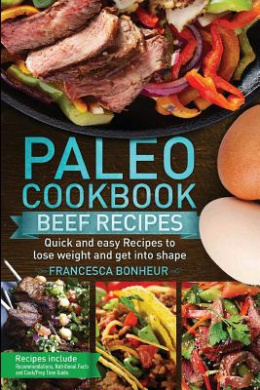 PALEO
COOKBOOK
BEEF RECIPES
Quick and easy Recipes to
lose weight and get into shape
FRANCESCA BONHEUR
Recipes include
Recommendations, Nutritional Facts
and Cook/Prep Time Guide